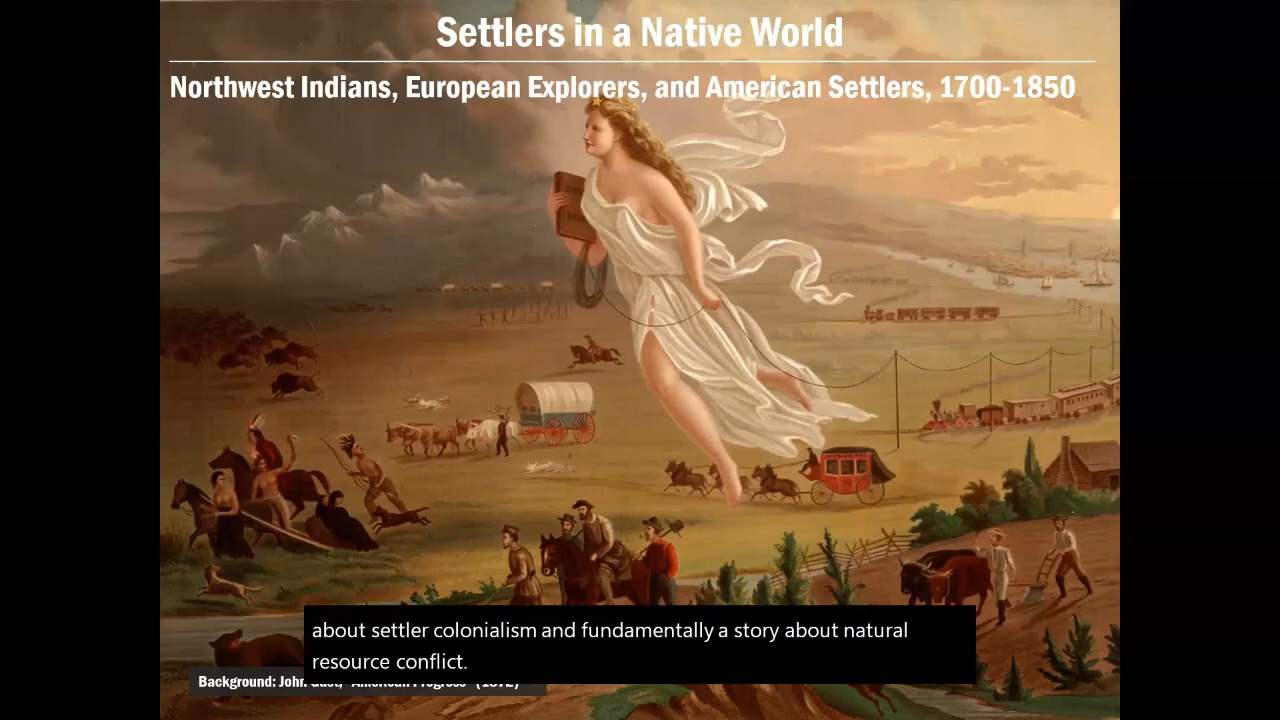 Settlers in a Native World
Northwest Indians, European Explorers, and American Settlers, 1700-1850
about settler colonialism and fundamentally a story about natural
resource conflict.
Background: John